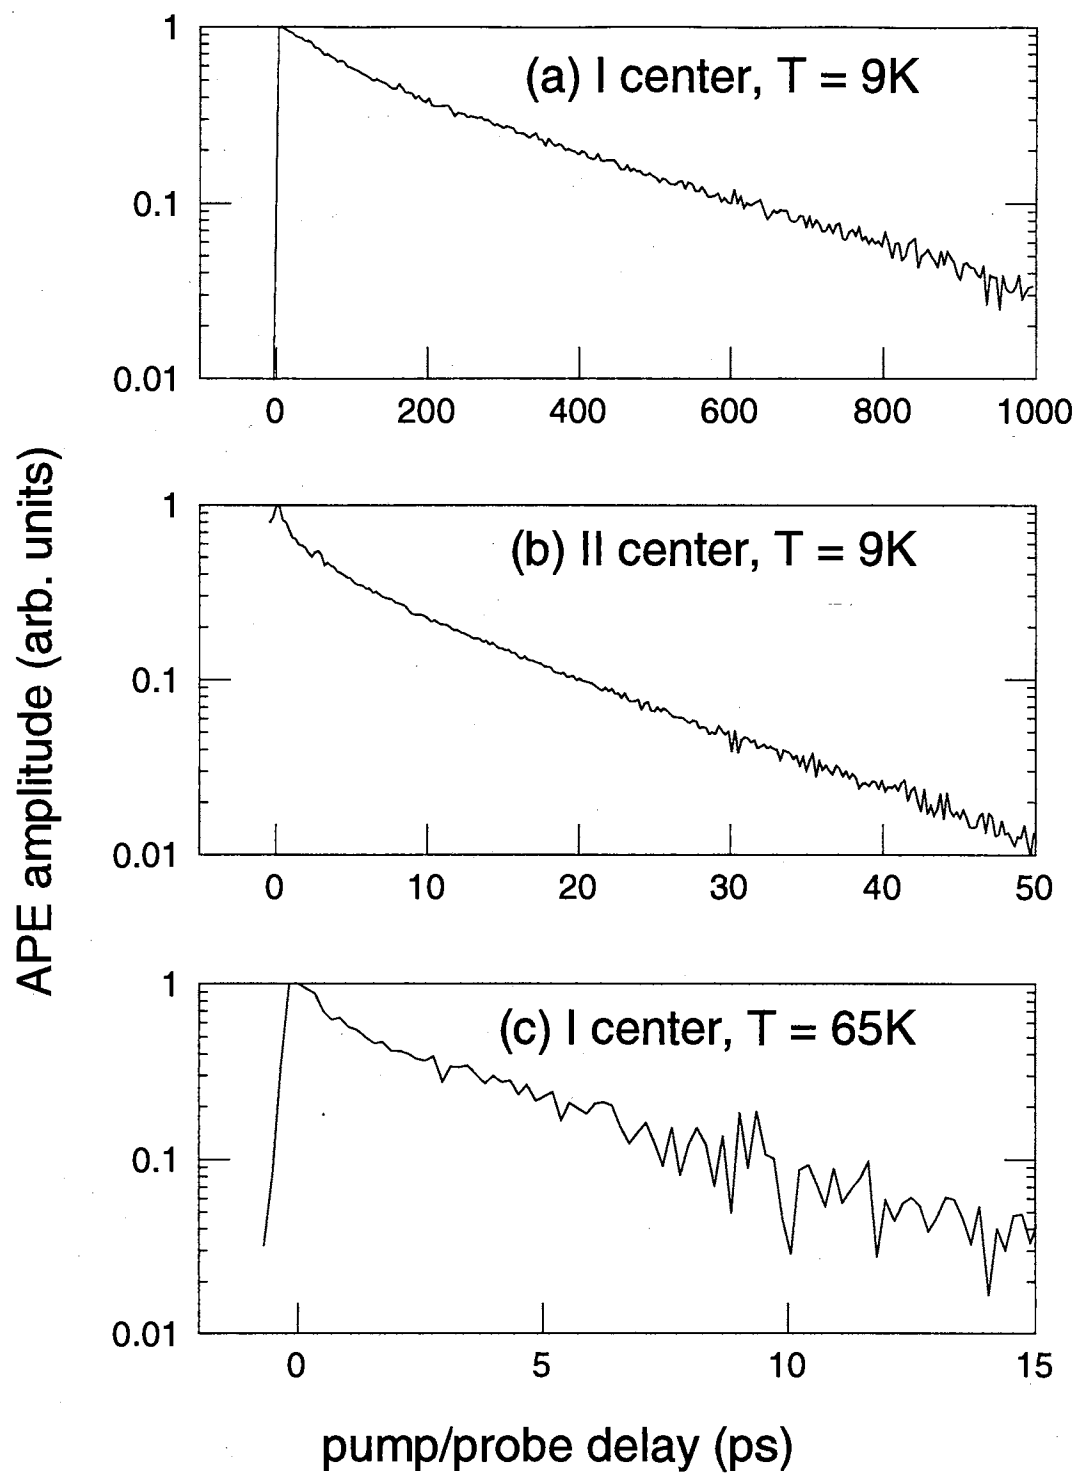 APE amplitude (arb. units)
(a) I center, T = 9K
1
0.1
0.01
0 200 400 600 800 1000
(b) II center, T = 9K
1
0.1
0.01
0 10 20 30 40 50
(c) I center, T = 65K
1
0.1
0.01
0 5 10 15
pump/probe delay (ps)